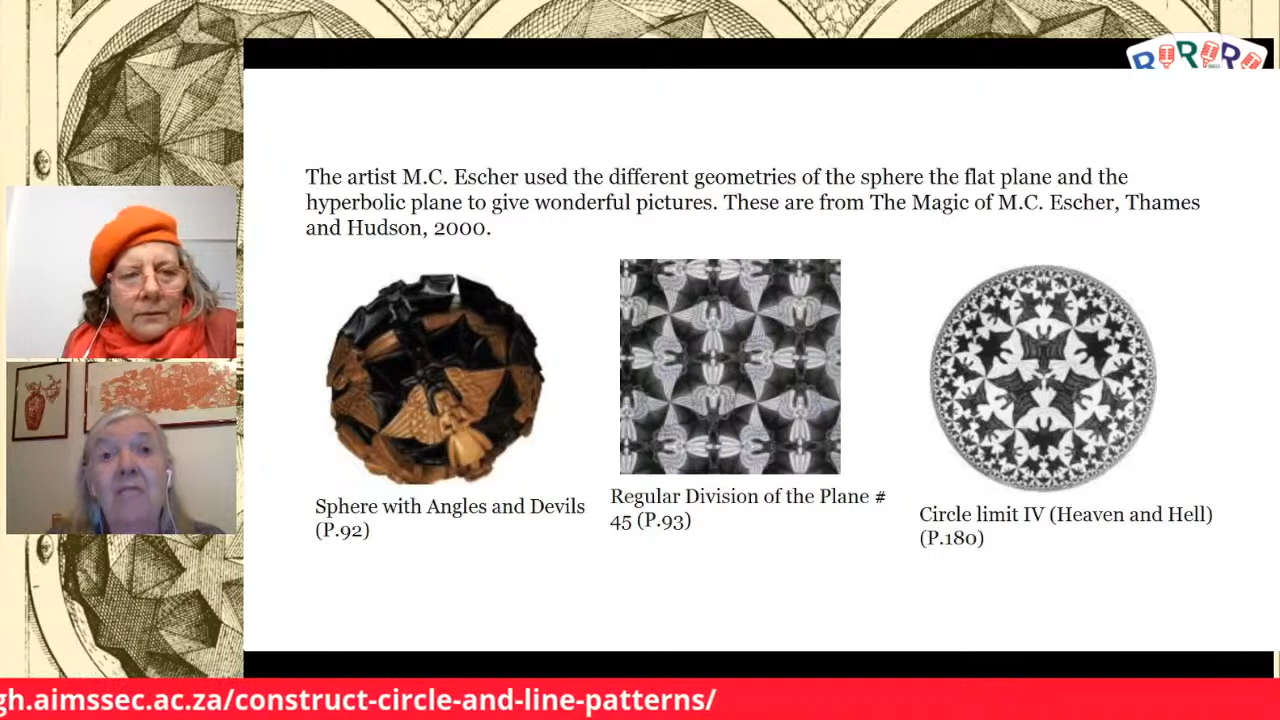 The artist M.C. Escher used the different geometries of the sphere the flat plane and the
hyperbolic plane to give wonderful pictures. These are from The Magic of M.C. Escher, Thames
and Hudson, 2000.
Sphere with Angles and Devils
(P.92)
Regular Division of the Plane #
45 (P.93)
Circle limit IV (Heaven and Hell)
(P.180)
gh.aimssec.ac.za/construct-circle-and-line-patterns/